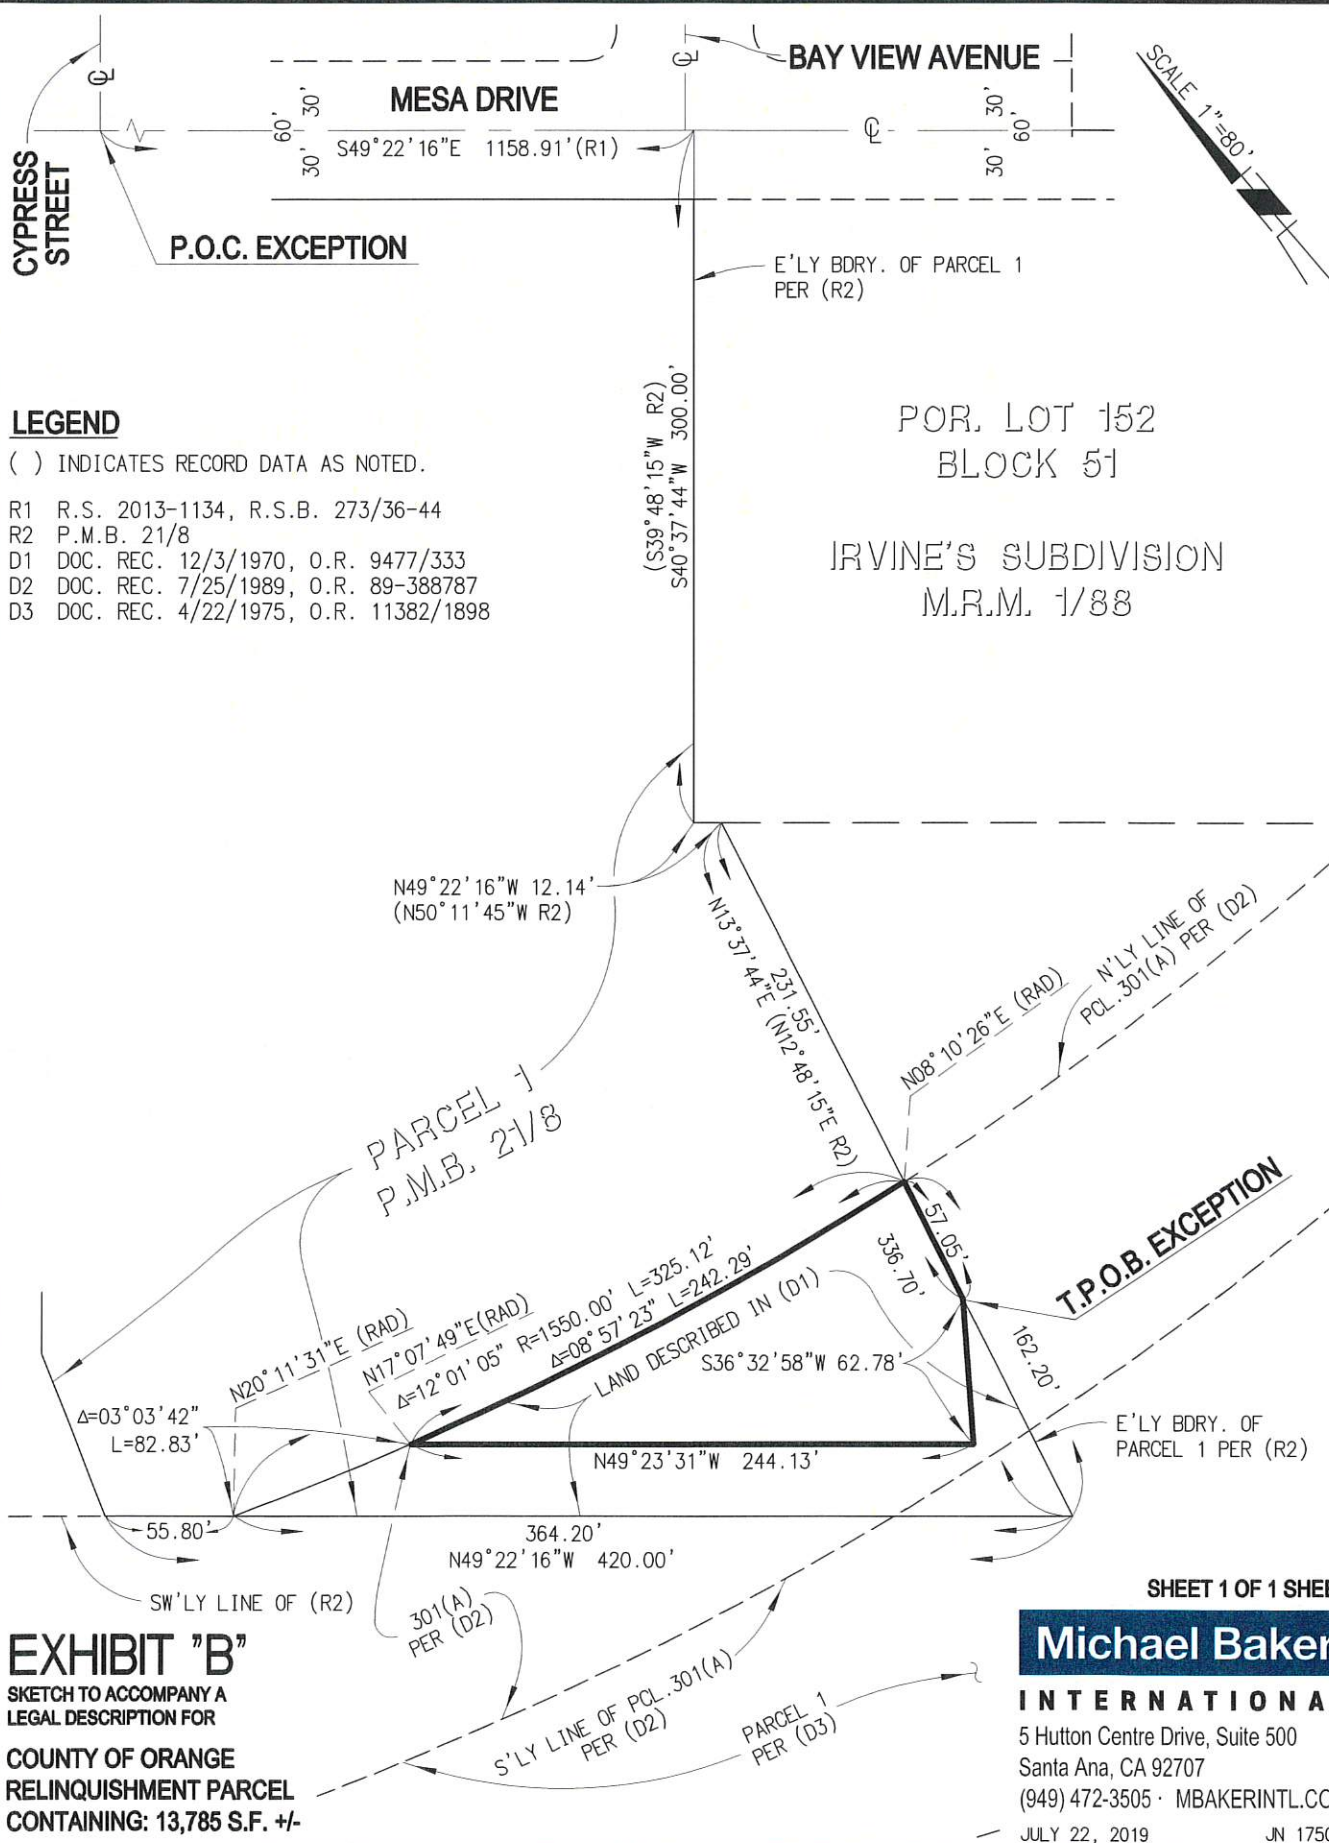 BAY VIEW AVENUE
MESA DRIVE
CYPRESS
STREET
30'
60'
30'
30'
60'
30'
S49°22'16"E 1158.91'(R1)
SCALE 1"=80'
P.O.C. EXCEPTION
E'LY BDRY. OF PARCEL 1
PER (R2)
(S39°48'15"W R2)
S40°37'44"W 300.00'
POR. LOT 152
BLOCK 51
IRVINE'S SUBDIVISION
M.R.M. 1/88
LEGEND
( ) INDICATES RECORD DATA AS NOTED.
R1 R.S. 2013-1134, R.S.B. 273/36-44
R2 P.M.B. 21/8
D1 DOC. REC. 12/3/1970, O.R. 9477/333
D2 DOC. REC. 7/25/1989, O.R. 89-388787
D3 DOC. REC. 4/22/1975, O.R. 11382/1898
N49°22'16"W 12.14'
(N50°11'45"W R2)
231.55'
N13°37'44"E (N12°48'15"E R2)
N08°10'26"E (RAD)
N'LY LINE OF
PCL.301(A) PER (D2)
PARCEL 1
P.M.B. 21/8
57.05'
336.70'
T.P.O.B. EXCEPTION
162.20'
N20°11'31"E (RAD)
N17°07'49"E(RAD)
Δ=12°01'05" R=1550.00' L=325.12'
Δ=08°57'23" L=242.29'
LAND DESCRIBED IN (D1)
S36°32'58"W 62.78'
Δ=03°03'42"
L=82.83'
N49°23'31"W 244.13'
E'LY BDRY. OF
PARCEL 1 PER (R2)
55.80'
364.20'
N49°22'16"W 420.00'
SW'LY LINE OF (R2)
301(A)
PER (D2)
S'LY LINE OF PCL.301(A)
PER (D2)
PARCEL 1
PER (D3)
EXHIBIT "B"
SKETCH TO ACCOMPANY A
LEGAL DESCRIPTION FOR
COUNTY OF ORANGE
RELINQUISHMENT PARCEL
CONTAINING: 13,785 S.F. +/-
SHEET 1 OF 1 SHEE
Michael Baker
INTERNATIONA
5 Hutton Centre Drive, Suite 500
Santa Ana, CA 92707
(949) 472-3505 · MBAKERINTL.CO
JULY 22, 2019 JN 1750